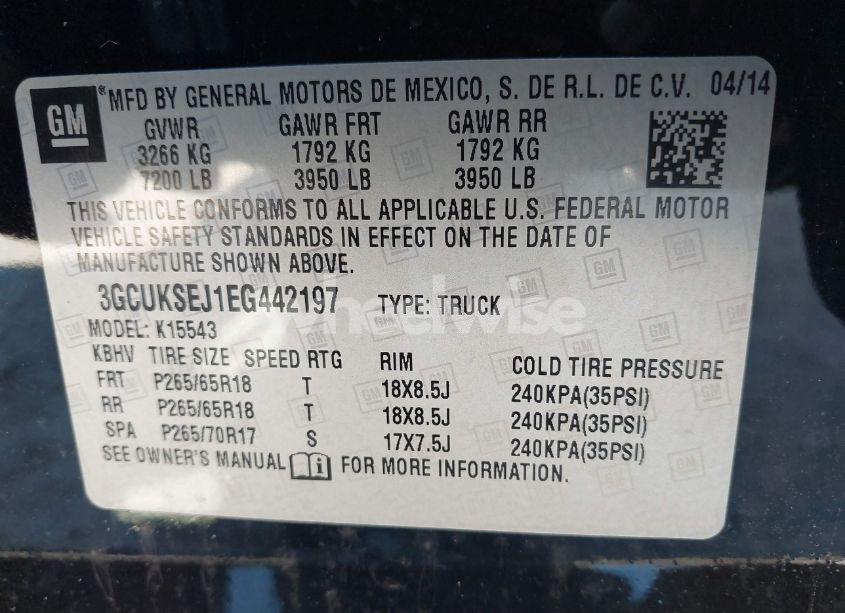 GM
® MFD BY GENERAL MOTORS DE MEXICO, S. DE R.L. DE C.V. 04/14
GVWR GAWR FRT GAWR RR
3266 KG 1792 KG 1792 KG
7200 LB 3950 LB 3950 LB
THIS VEHICLE CONFORMS TO ALL APPLICABLE U.S. FEDERAL MOTOR
VEHICLE SAFETY STANDARDS IN EFFECT ON THE DATE OF
MANUFACTURE SHOWN ABOVE.
3GCUKSEJ1EG442197 TYPE: TRUCK
MODEL: K15543
KBHV TIRE SIZE SPEED RTG RIM COLD TIRE PRESSURE
FRT P265/65R18 T 18X8.5J 240KPA(35PSI)
RR P265/65R18 T 18X8.5J 240KPA(35PSI)
SPA P265/70R17 S 17X7.5J 240KPA(35PSI)
SEE OWNER'S MANUAL FOR MORE INFORMATION.